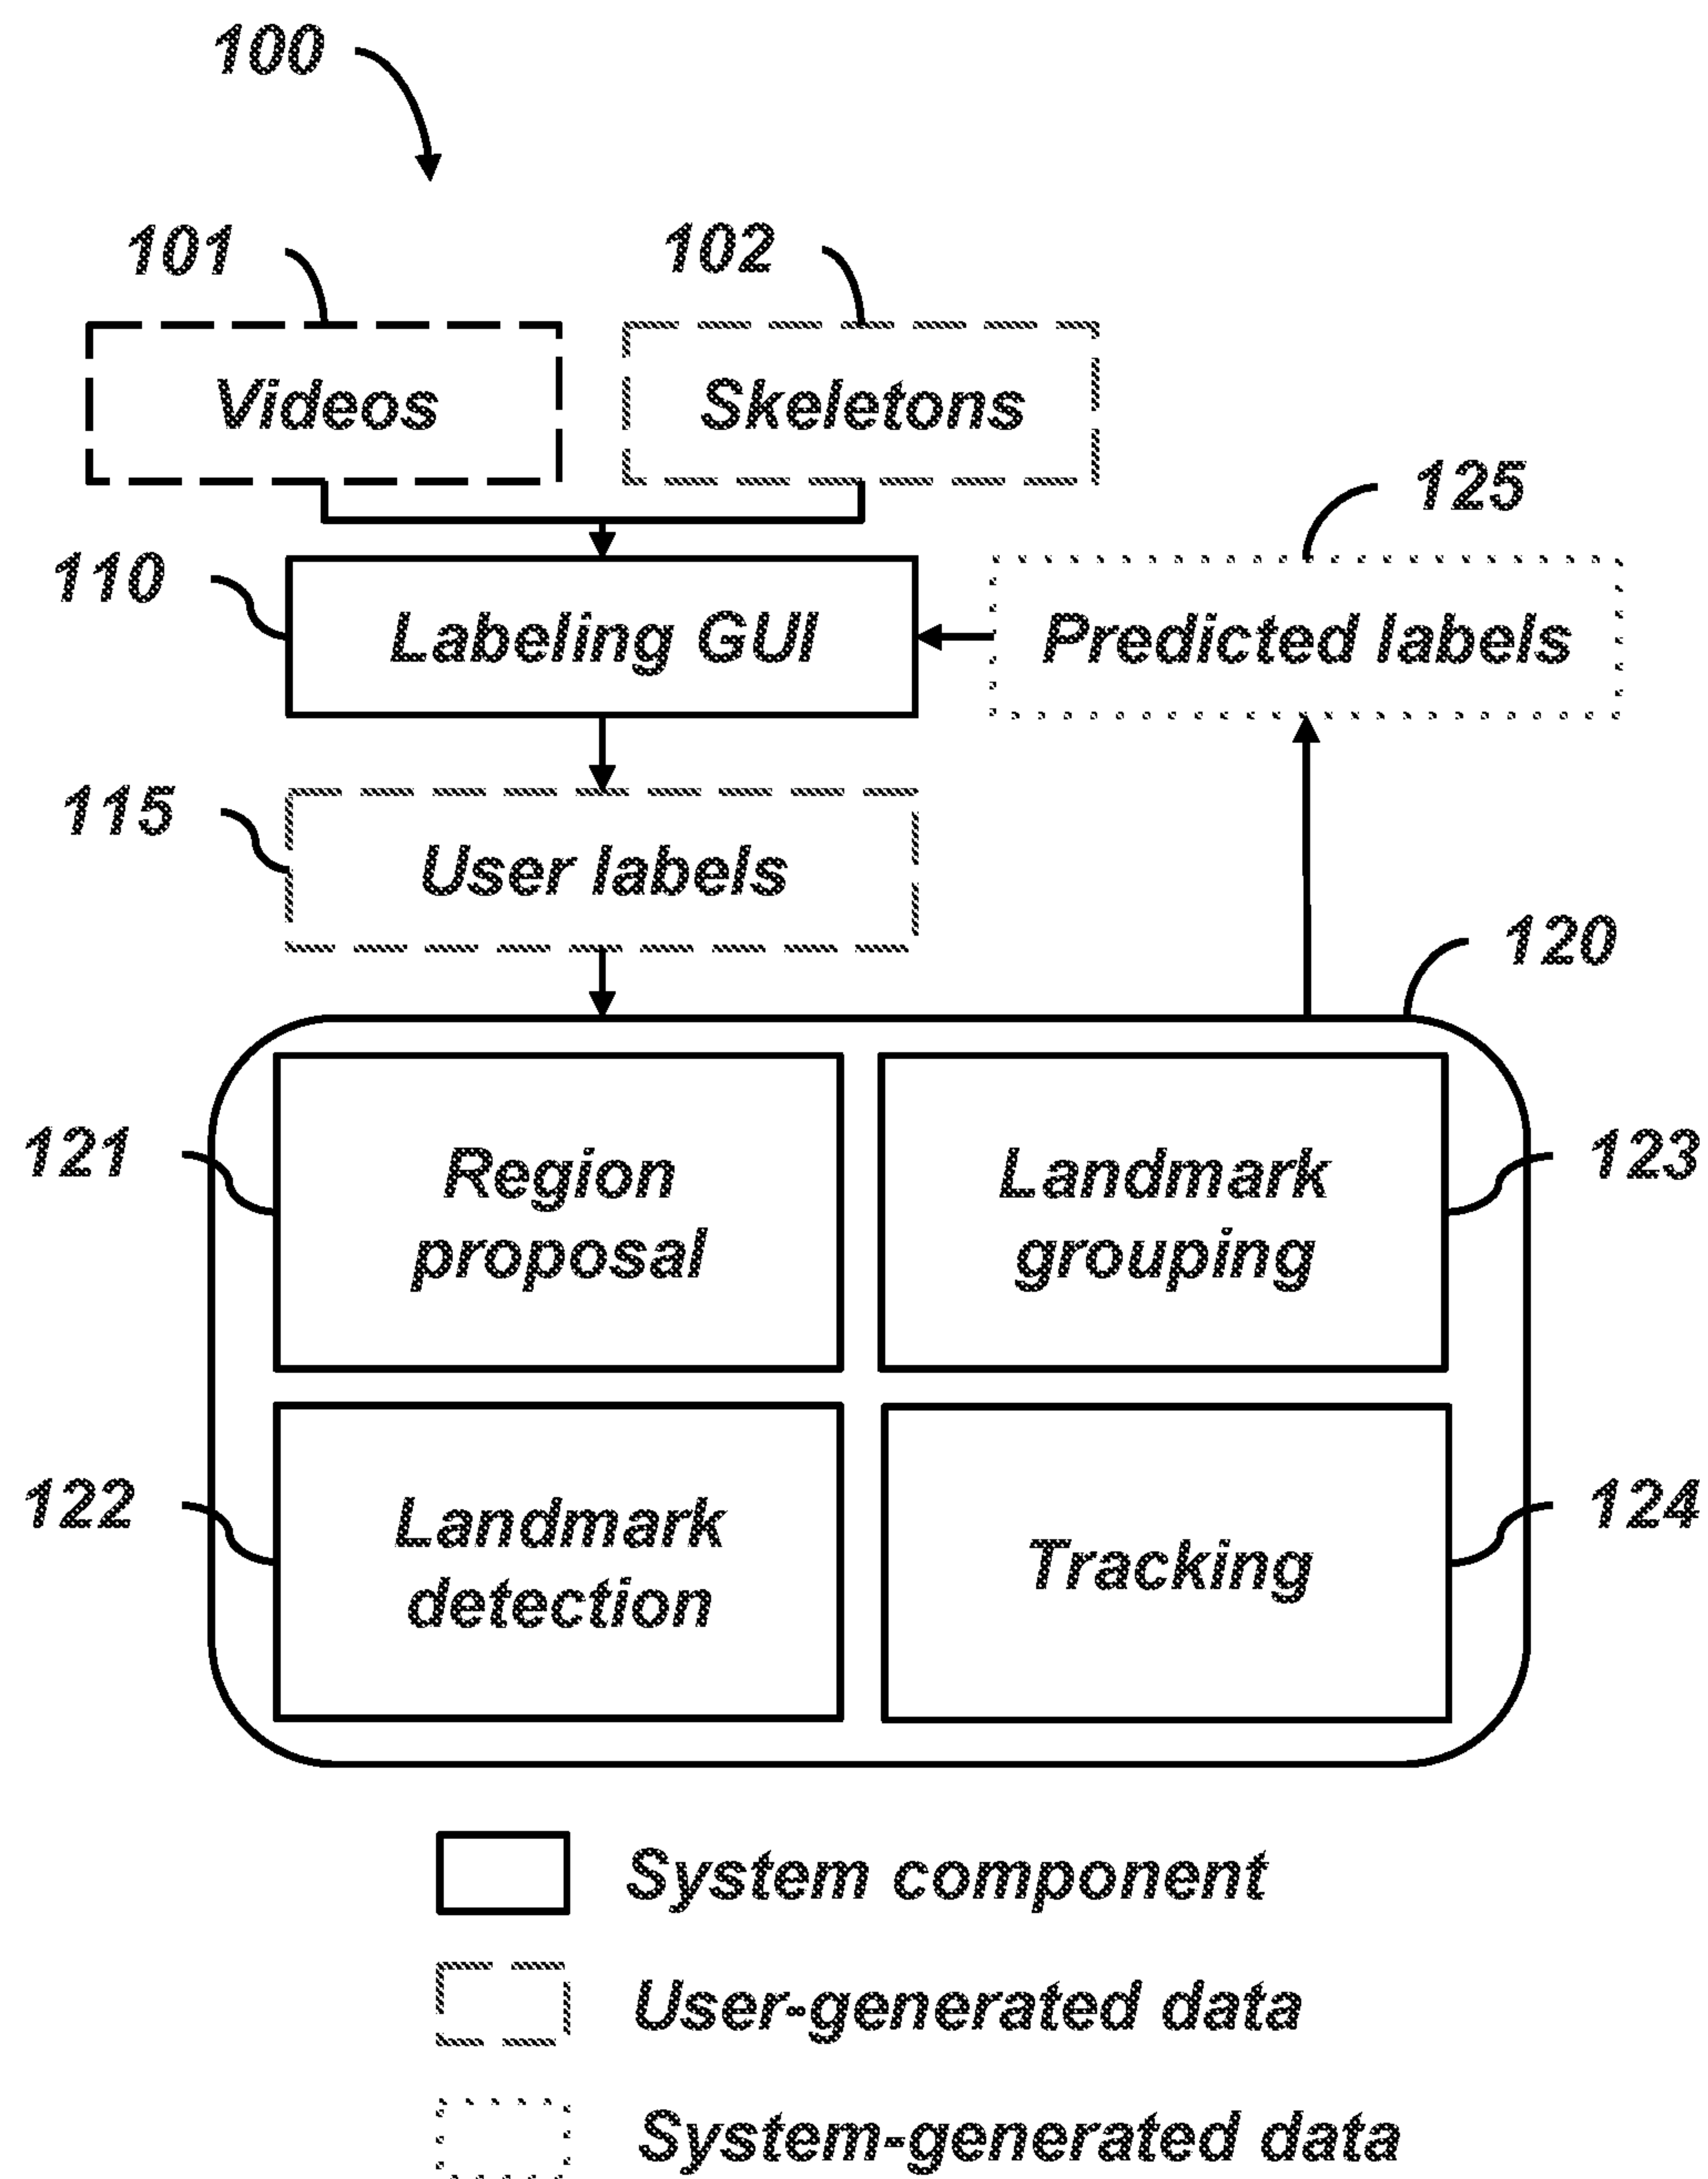 100
101
102
Videos
Skeletons
125
110
Labeling GUI
Predicted labels
115
User labels
120
121
Region
proposal
Landmark
grouping
123
122
Landmark
detection
Tracking
124
System component
User-generated data
System-generated data